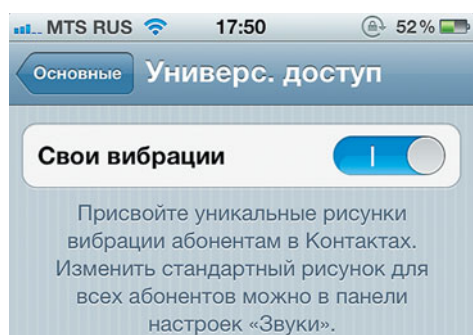 MTS RUS 17:50 52%
Основные Универс. доступ
Свои вибрации
Присвойте уникальные рисунки
вибрации абонентам в Контактах.
Изменить стандартный рисунок для
всех абонентов можно в панели
настроек «Звуки».